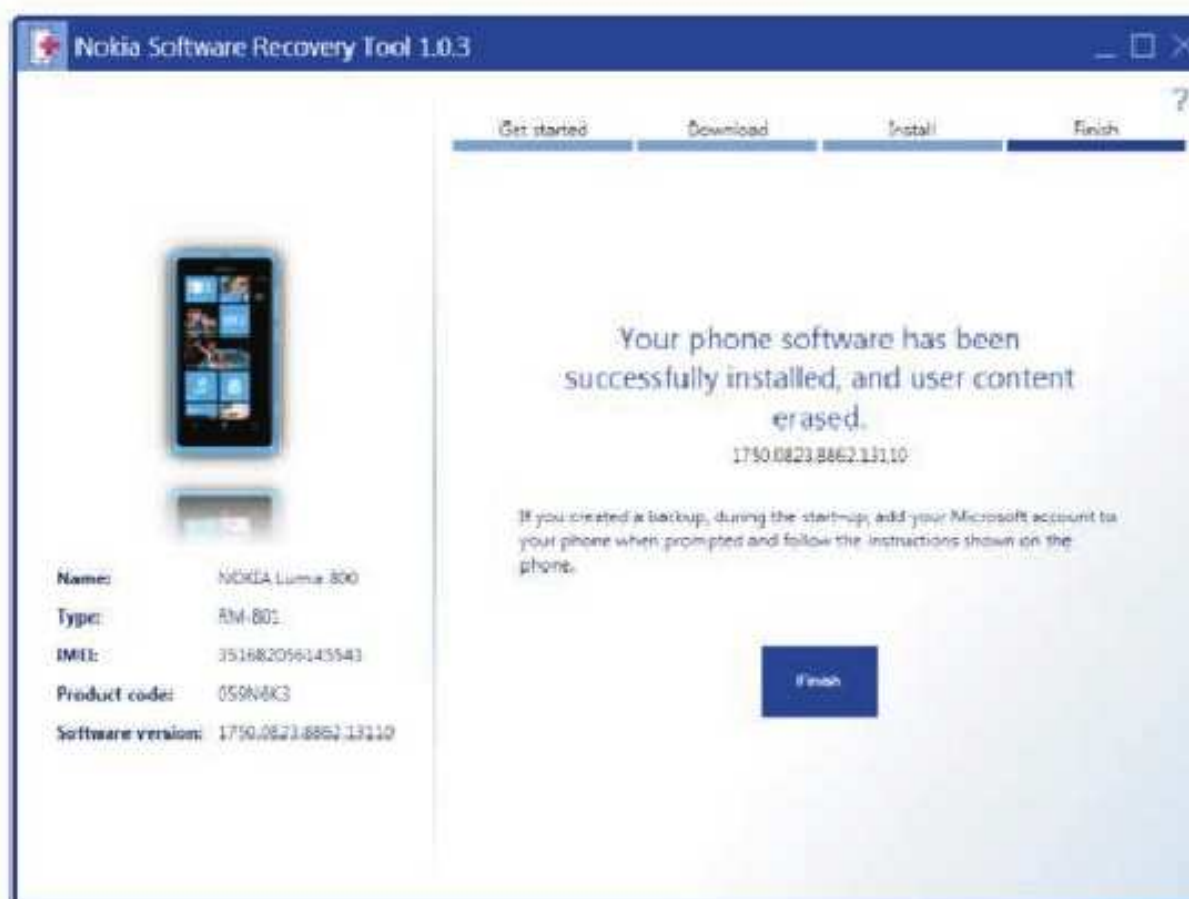 Nokia Software Recovery Tool 1.0.3
?
Get started Download Install Finish
Your phone software has been
successfully installed, and user content
erased.
1750.0823.8862.13110
If you created a backup, during the start-up, add your Microsoft account to
your phone when prompted and follow the instructions shown on the
phone.
Finish
Name: NOKIA Lumia 800
Type: RM-801
IMEI: 351682056145543
Product code: 059N6K3
Software version: 1750.0823.8862.13110